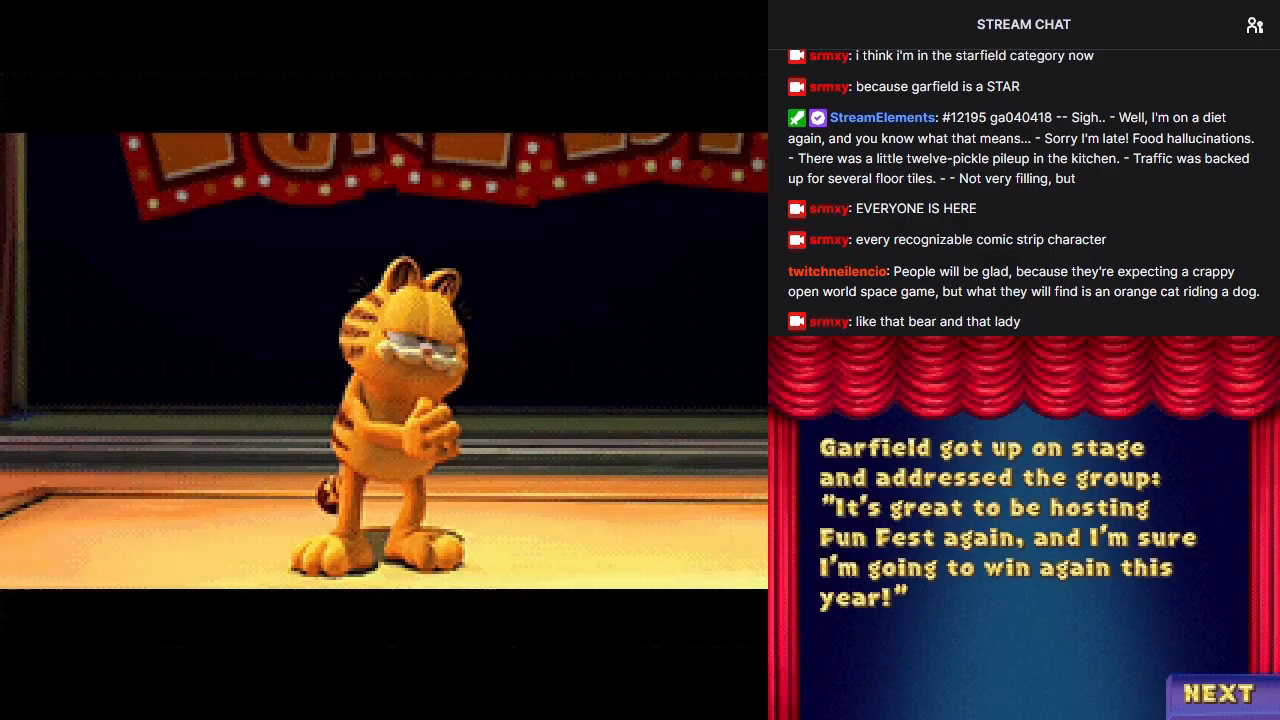 STREAM CHAT
srmxy: i think i'm in the starfield category now
srmxy: because garfield is a STAR
StreamElements: #12195 ga040418 -- Sigh.. - Well, I'm on a diet
again, and you know what that means... - Sorry I'm late! Food hallucinations.
- There was a little twelve-pickle pileup in the kitchen. - Traffic was backed
up for several floor tiles. - - Not very filling, but
srmxy: EVERYONE IS HERE
srmxy: every recognizable comic strip character
twitchneilencio: People will be glad, because they're expecting a crappy
open world space game, but what they will find is an orange cat riding a dog.
srmxy: like that bear and that lady
Garfield got up on stage
and addressed the group:
"It's great to be hosting
Fun Fest again, and I'm sure
I'm going to win again this
year!"
NEXT